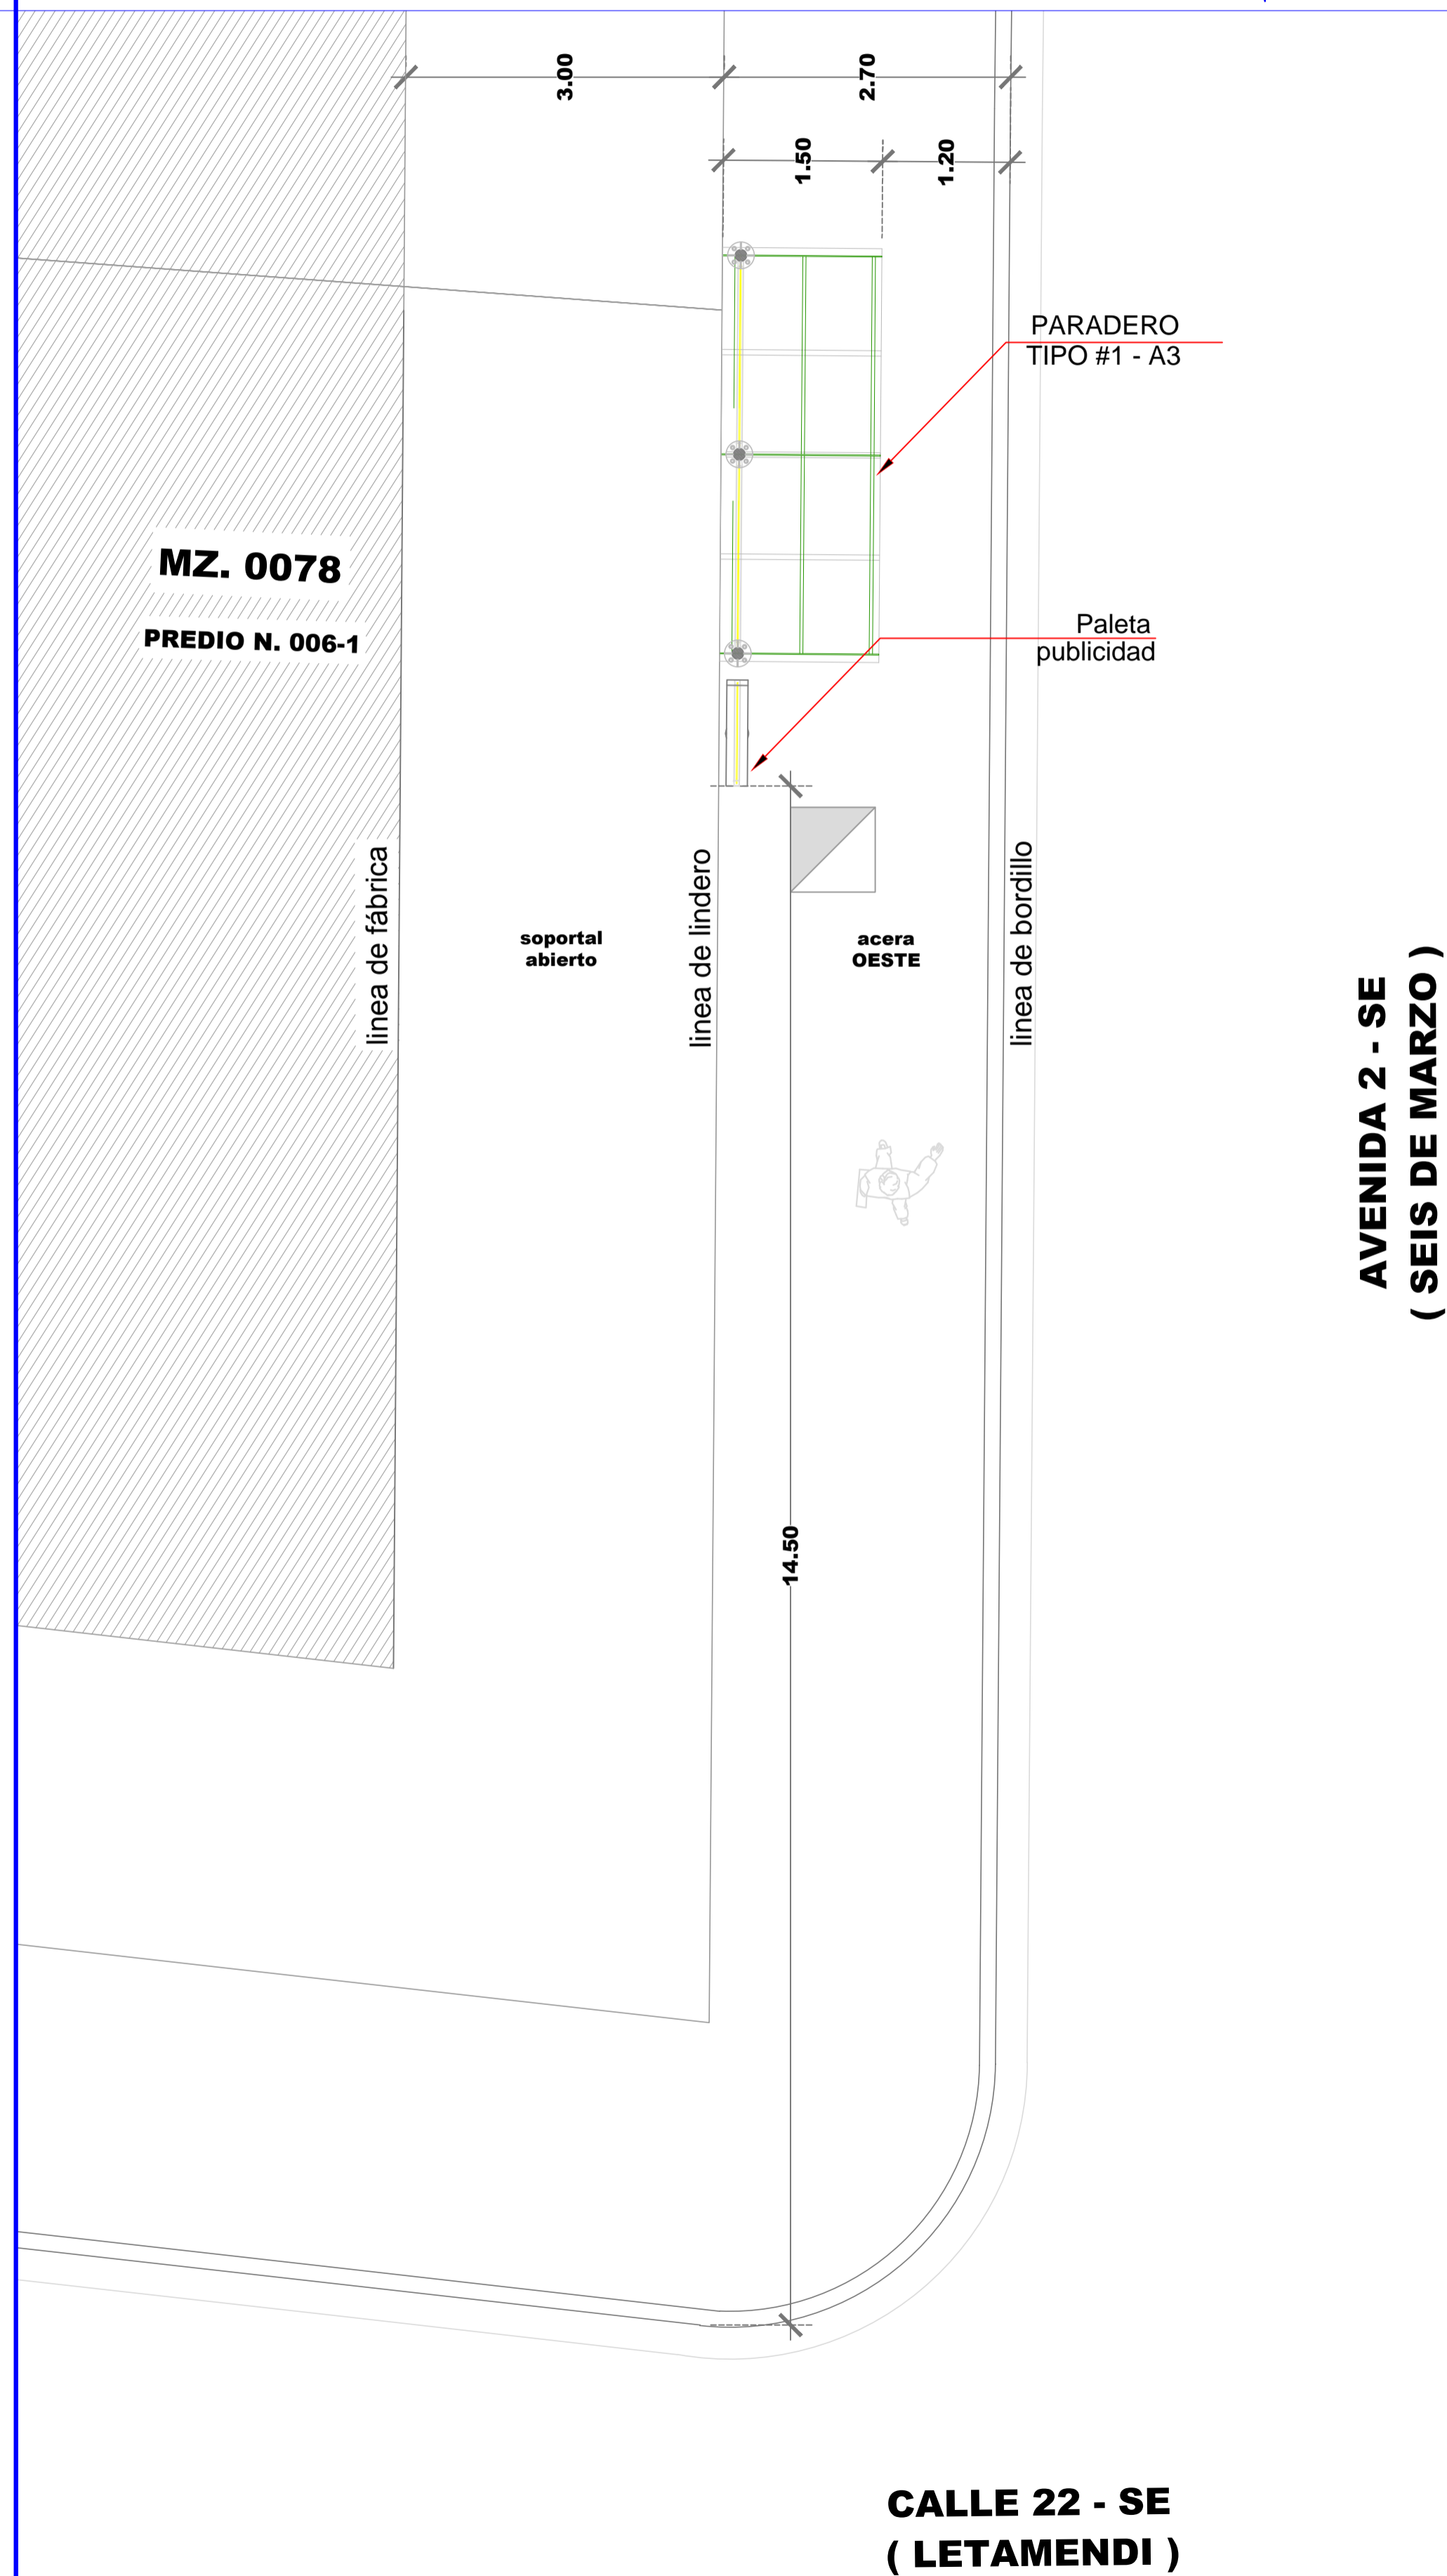 3.00
2.70
1.50
1.20
PARADERO
TIPO #1 - A3
MZ. 0078
PREDIO N. 006-1
Paleta
publicidad
linea de fábrica
soportal
abierto
linea de lindero
acera
OESTE
linea de bordillo
AVENIDA 2 - SE
( SEIS DE MARZO )
14.50
CALLE 22 - SE
( LETAMENDI )